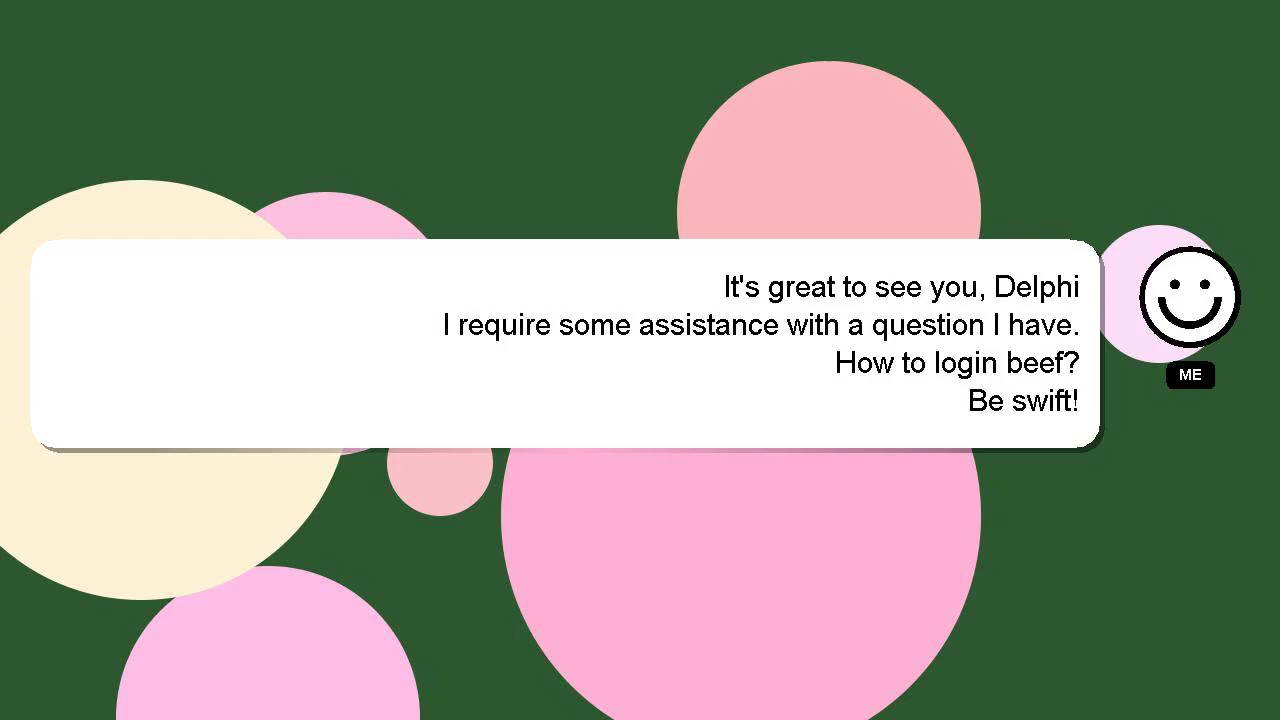 It's great to see you, Delphi
I require some assistance with a question I have.
How to login beef?
Be swift!
ME